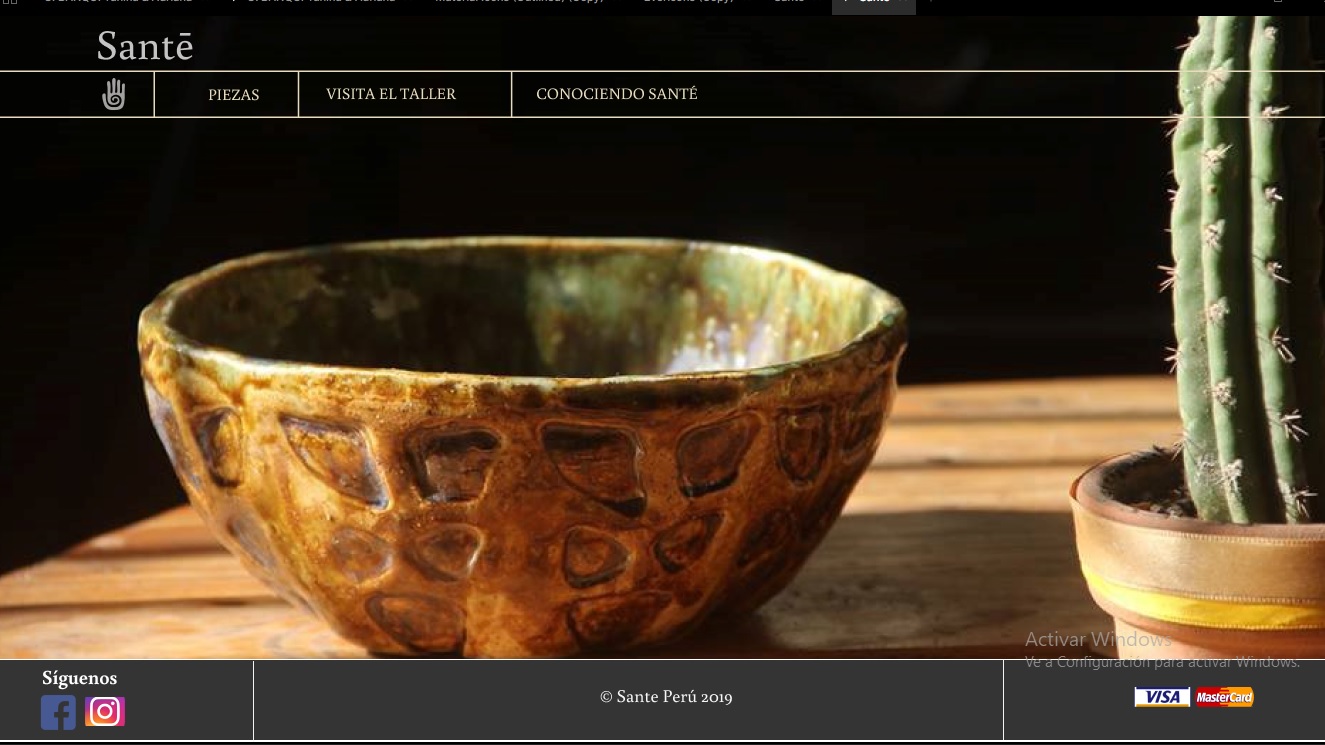 Santē
PIEZAS
VISITA EL TALLER
CONOCIENDO SANTÉ
Activar Windows
Ve a Configuración para activar Windows.
Síguenos
© Sante Perú 2019
VISA
MasterCard